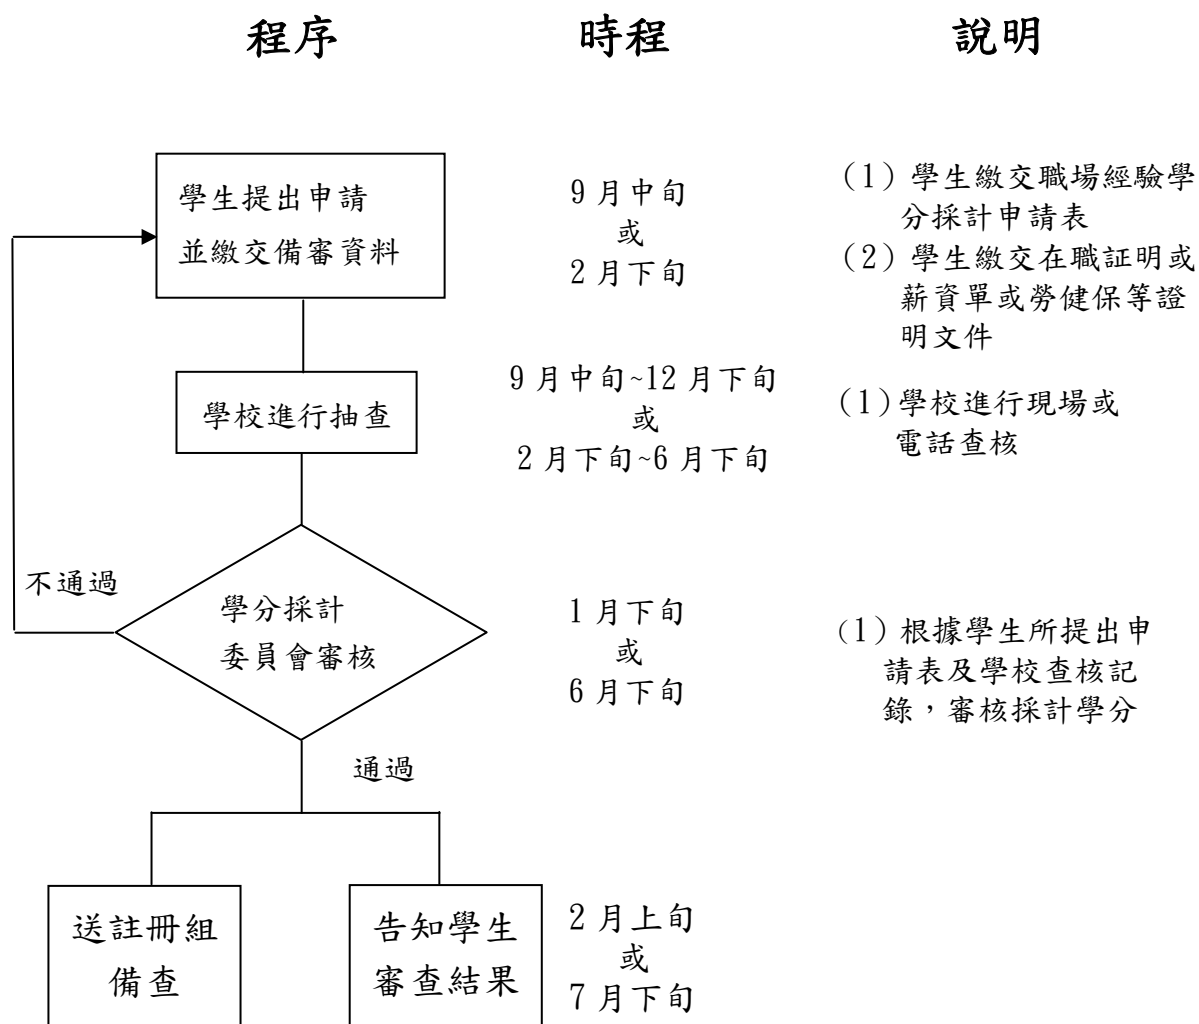 程序 時程 說明
學生提出申請
並繳交備審資料
9 月中旬
或
2 月下旬
（1）學生繳交職場經驗學
分採計申請表
（2）學生繳交在職証明或
薪資單或勞健保等證
明文件
學校進行抽查
9 月中旬~12 月下旬
或
2 月下旬~6 月下旬
（1）學校進行現場或
電話查核
不通過
學分採計
委員會審核
1 月下旬
或
6 月下旬
（1）根據學生所提出申
請表及學校查核記
錄，審核採計學分
通過
送註冊組
備查
告知學生
審查結果
2 月上旬
或
7 月下旬